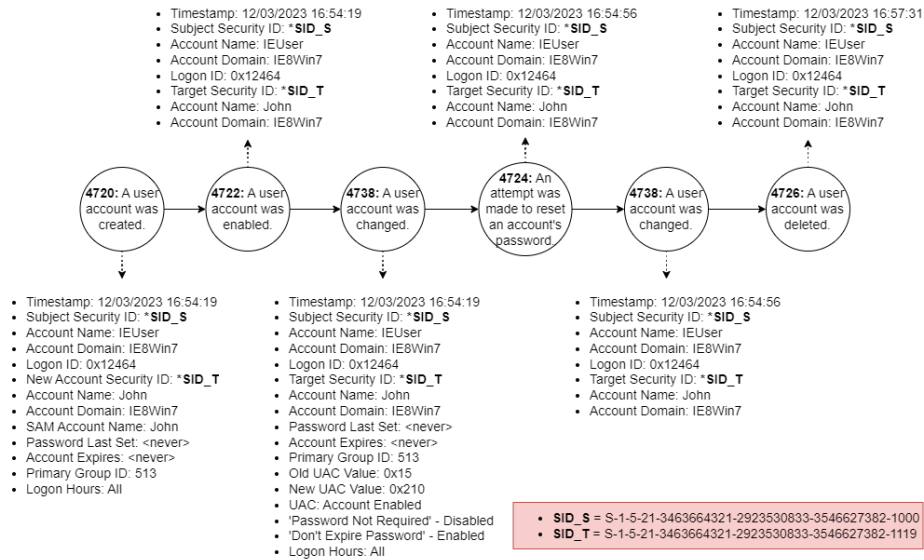 Timestamp: 12/03/2023 16:54:19
Subject Security ID: *SID_S
Account Name: IEUser
Account Domain: IE8Win7
Logon ID: 0x12464
Target Security ID: *SID_T
Account Name: John
Account Domain: IE8Win7
Timestamp: 12/03/2023 16:54:56
Subject Security ID: *SID_S
Account Name: IEUser
Account Domain: IE8Win7
Logon ID: 0x12464
Target Security ID: *SID_T
Account Name: John
Account Domain: IE8Win7
Timestamp: 12/03/2023 16:57:31
Subject Security ID: *SID_S
Account Name: IEUser
Account Domain: IE8Win7
Logon ID: 0x12464
Target Security ID: *SID_T
Account Name: John
Account Domain: IE8Win7
4720: A user
account was
created.
4722: A user
account was
enabled.
4738: A user
account was
changed.
4724: An
attempt was
made to reset
an account's
password.
4738: A user
account was
changed.
4726: A user
account was
deleted.
Timestamp: 12/03/2023 16:54:19
Subject Security ID: *SID_S
Account Name: IEUser
Account Domain: IE8Win7
Logon ID: 0x12464
New Account Security ID: *SID_T
Account Name: John
Account Domain: IE8Win7
SAM Account Name: John
Password Last Set: <never>
Account Expires: <never>
Primary Group ID: 513
Logon Hours: All
Timestamp: 12/03/2023 16:54:19
Subject Security ID: *SID_S
Account Name: IEUser
Account Domain: IE8Win7
Logon ID: 0x12464
Target Security ID: *SID_T
Account Name: John
Account Domain: IE8Win7
Password Last Set: <never>
Account Expires: <never>
Primary Group ID: 513
Old UAC Value: 0x15
New UAC Value: 0x210
UAC: Account Enabled
'Password Not Required' - Disabled
'Don't Expire Password' - Enabled
Logon Hours: All
Timestamp: 12/03/2023 16:54:56
Subject Security ID: *SID_S
Account Name: IEUser
Account Domain: IE8Win7
Logon ID: 0x12464
Target Security ID: *SID_T
Account Name: John
Account Domain: IE8Win7
SID_S = S-1-5-21-3463664321-2923530833-3546627382-1000
SID_T = S-1-5-21-3463664321-2923530833-3546627382-1119